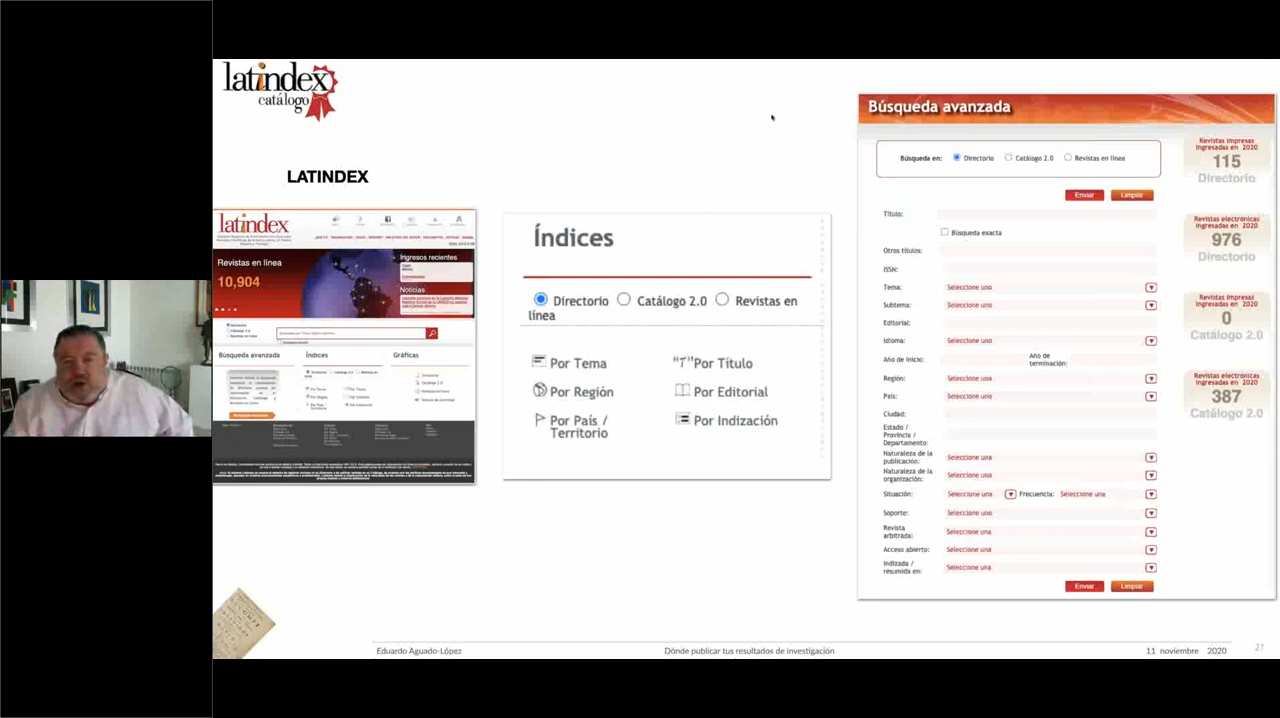 latindex
catálogo
LATINDEX
latindex
Revistas en línea
10,904
Ingresos recientes
Noticias
Búsqueda avanzada
Índices
Gráficas
Índices
Directorio
Catálogo 2.0
Revistas en
línea
Por Tema
Por Título
Por Región
Por Editorial
Por País /
Territorio
Por Indización
Búsqueda avanzada
Búsqueda en:
Directorio
Catálogo 2.0
Revistas en línea
Enviar
Limpiar
Título:
Búsqueda exacta
Otros títulos:
ISSN:
Tema:
Seleccione uno
Subtema:
Seleccione uno
Editorial:
Idioma:
Seleccione uno
Año de inicio:
Año de
terminación:
Región:
Seleccione una
País:
Seleccione una
Ciudad:
Estado /
Provincia /
Departamento:
Naturaleza de la
publicación:
Seleccione una
Naturaleza de la
organización:
Seleccione una
Situación:
Seleccione una
Frecuencia:
Seleccione una
Soporte:
Seleccione uno
Revista
arbitrada:
Seleccione una
Acceso abierto:
Seleccione una
Indizada /
resumida en:
Seleccione una
Enviar
Limpiar
Revistas impresas
ingresadas en 2020
115
Directorio
Revistas electrónicas
ingresadas en 2020
976
Directorio
Revistas impresas
ingresadas en 2020
0
Catálogo 2.0
Revistas electrónicas
ingresadas en 2020
387
Catálogo 2.0
Eduardo Aguado-López
Dónde publicar tus resultados de investigación
11 noviembre 2020
21